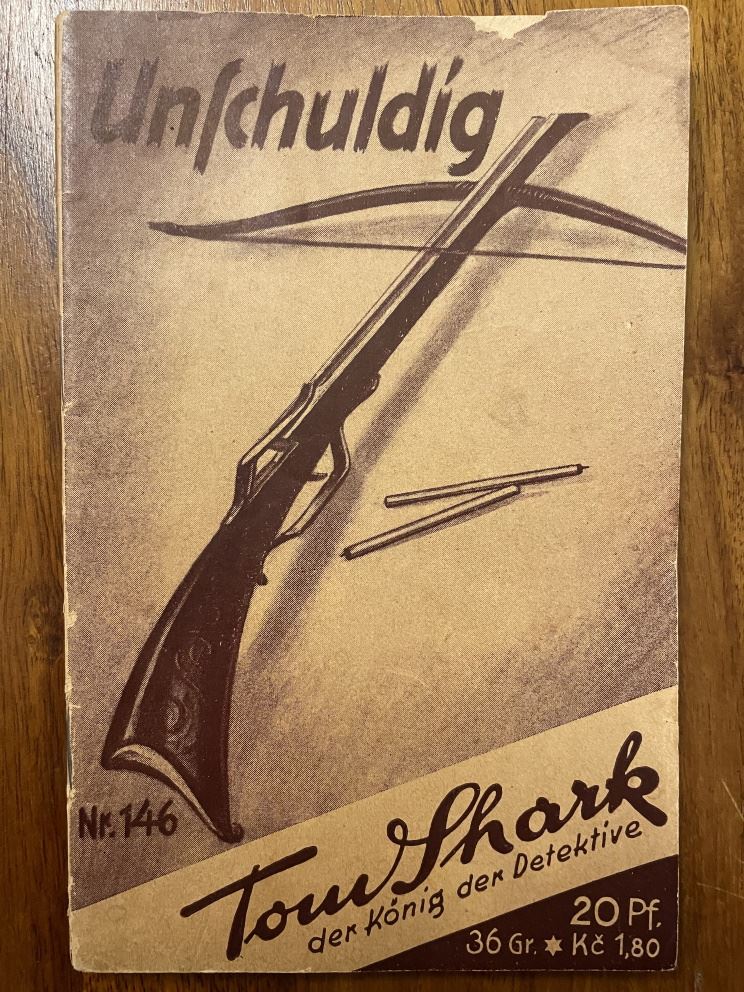 Unſchuldig
Nr. 146
Tom Shark
der König der Detektive
20 Pf.
36 Gr. ✶ Kč 1,80